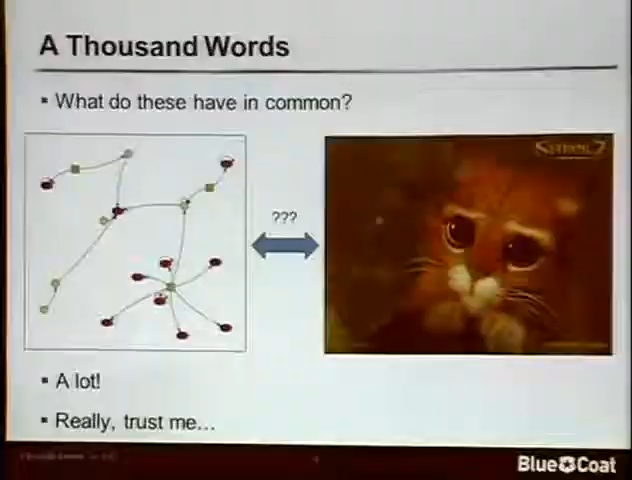 A Thousand Words
▪ What do these have in common?
???
▪ A lot!
▪ Really, trust me…
Blue Coat